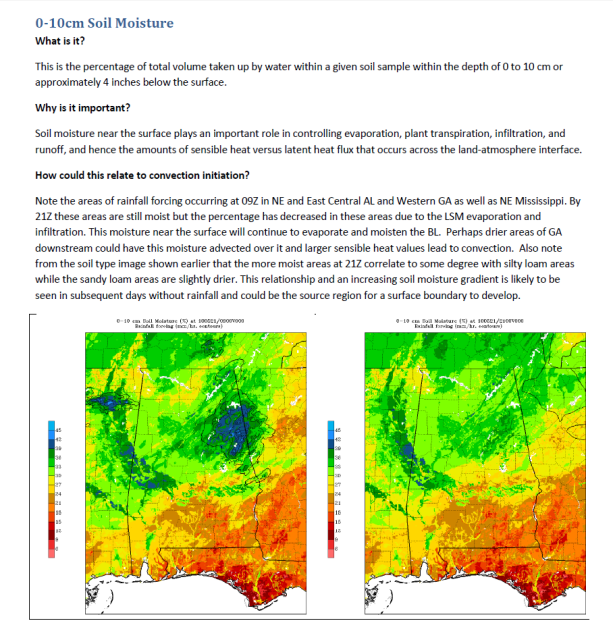 0-10cm Soil Moisture
What is it?
This is the percentage of total volume taken up by water within a given soil sample within the depth of 0 to 10 cm or
approximately 4 inches below the surface.
Why is it important?
Soil moisture near the surface plays an important role in controlling evaporation, plant transpiration, infiltration, and
runoff, and hence the amounts of sensible heat versus latent heat flux that occurs across the land-atmosphere interface.
How could this relate to convection initiation?
Note the areas of rainfall forcing occurring at 09Z in NE and East Central AL and Western GA as well as NE Mississippi. By
21Z these areas are still moist but the percentage has decreased in these areas due to the LSM evaporation and
infiltration. This moisture near the surface will continue to evaporate and moisten the BL.  Perhaps drier areas of GA
downstream could have this moisture advected over it and larger sensible heat values lead to convection.  Also note
from the soil type image shown earlier that the more moist areas at 21Z correlate to some degree with silty loam areas
while the sandy loam areas are slightly drier. This relationship and an increasing soil moisture gradient is likely to be
seen in subsequent days without rainfall and could be the source region for a surface boundary to develop.
0-10 cm Soil Moisture (%) at 100521/0900V000
Rainfall forcing (mm/hr, contours)
0-10 cm Soil Moisture (%) at 100521/2100V000
Rainfall forcing (mm/hr, contours)
45
42
39
36
33
30
27
24
21
18
15
45
42
39
36
33
30
27
24
21
18
15